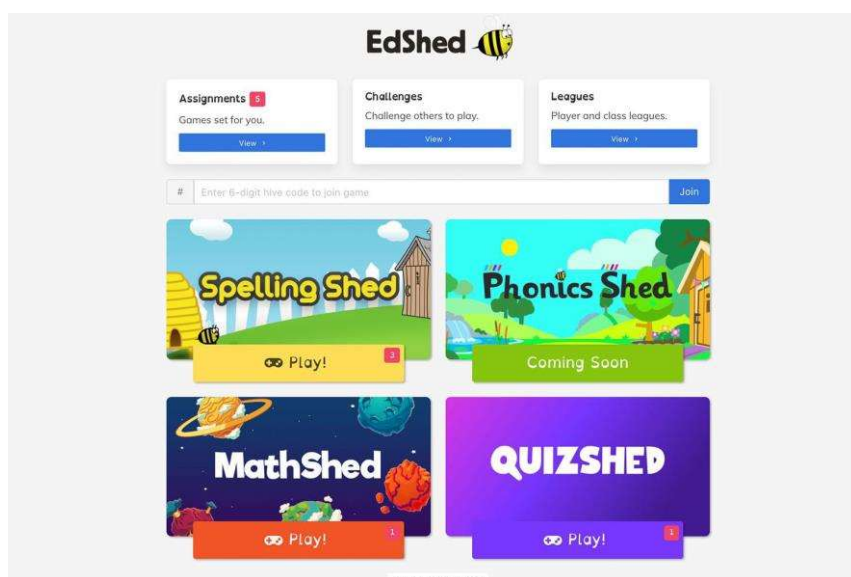 EdShed
Assignments 5
Games set for you.
View ›
Challenges
Challenge others to play.
View ›
Leagues
Player and class leagues.
View ›
# Enter 6-digit hive code to join game
Join
Spelling Shed
Play! 3
Phonics Shed
Coming Soon
MathShed
Play! 1
QUIZSHED
Play! 1